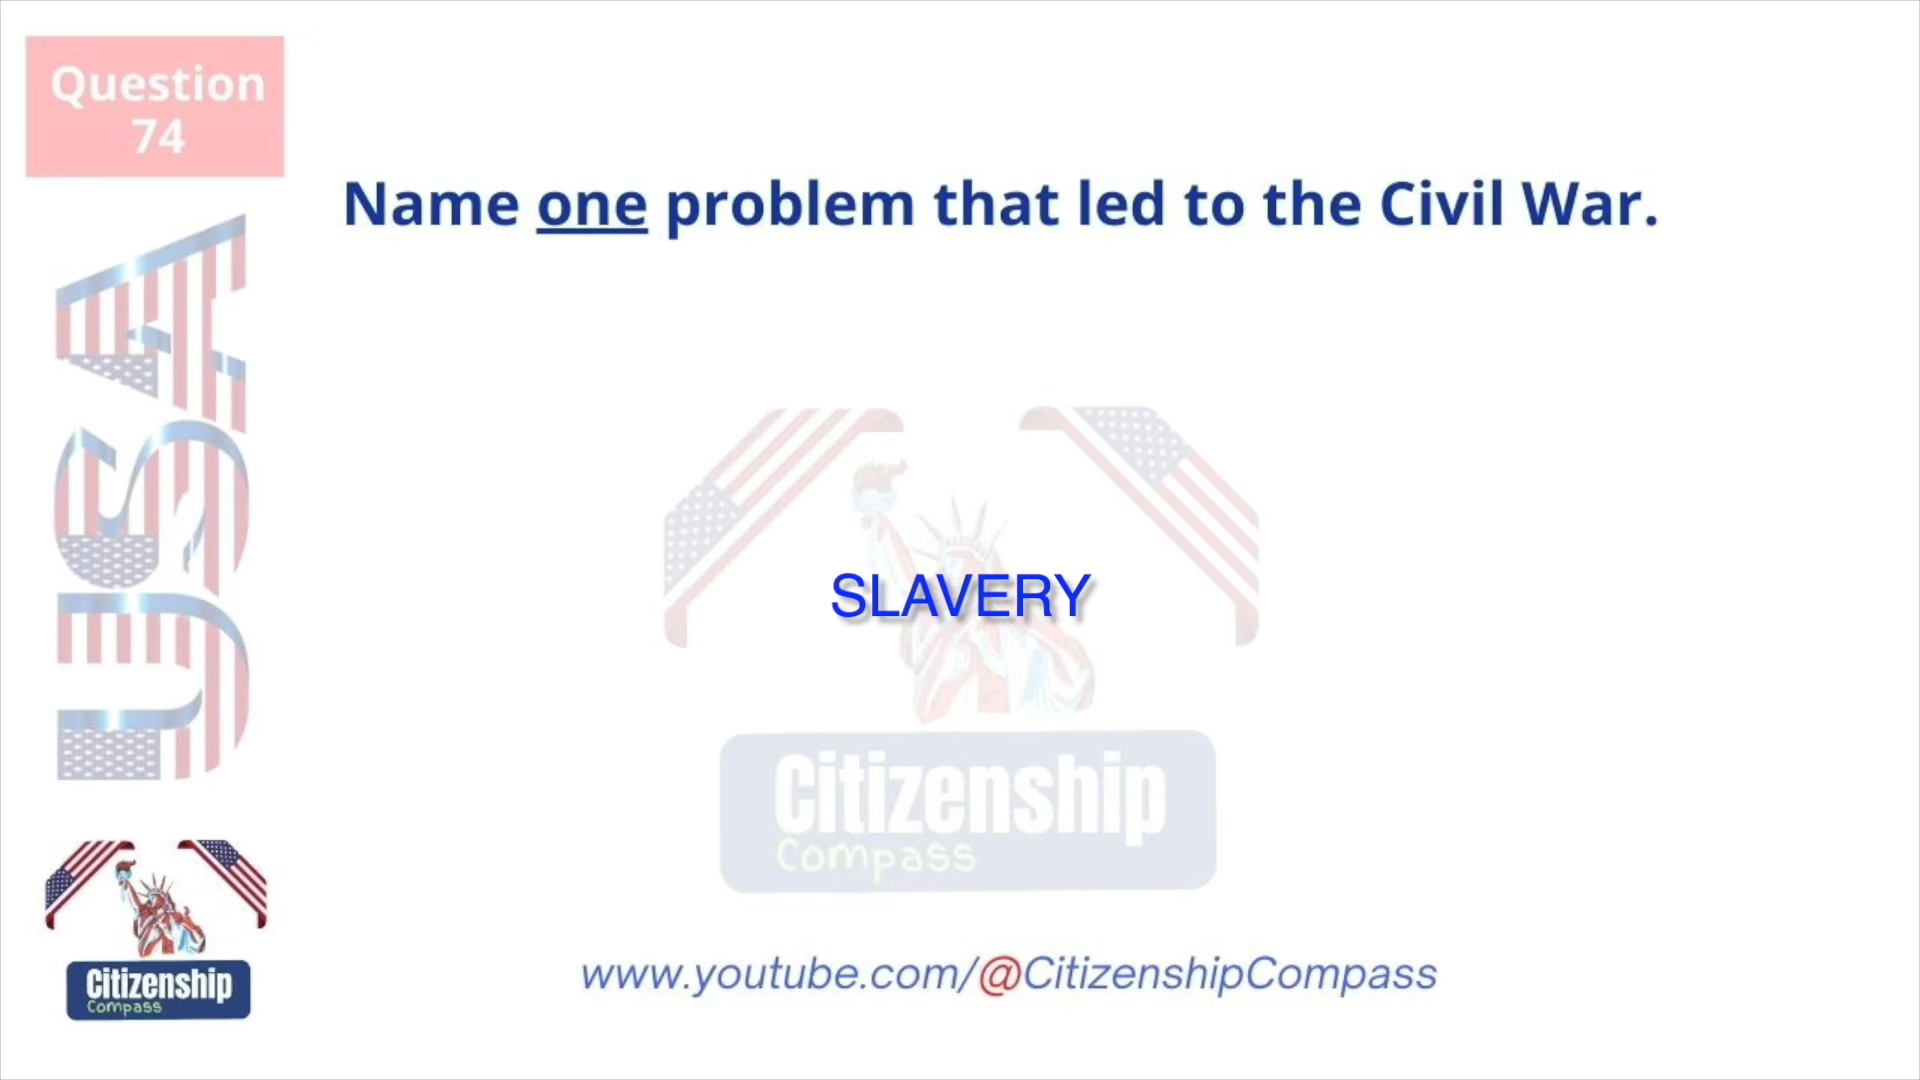 Question
74
Name one problem that led to the Civil War.
USA
SLAVERY
Citizenship
Compass
Citizenship
Compass
www.youtube.com/@CitizenshipCompass